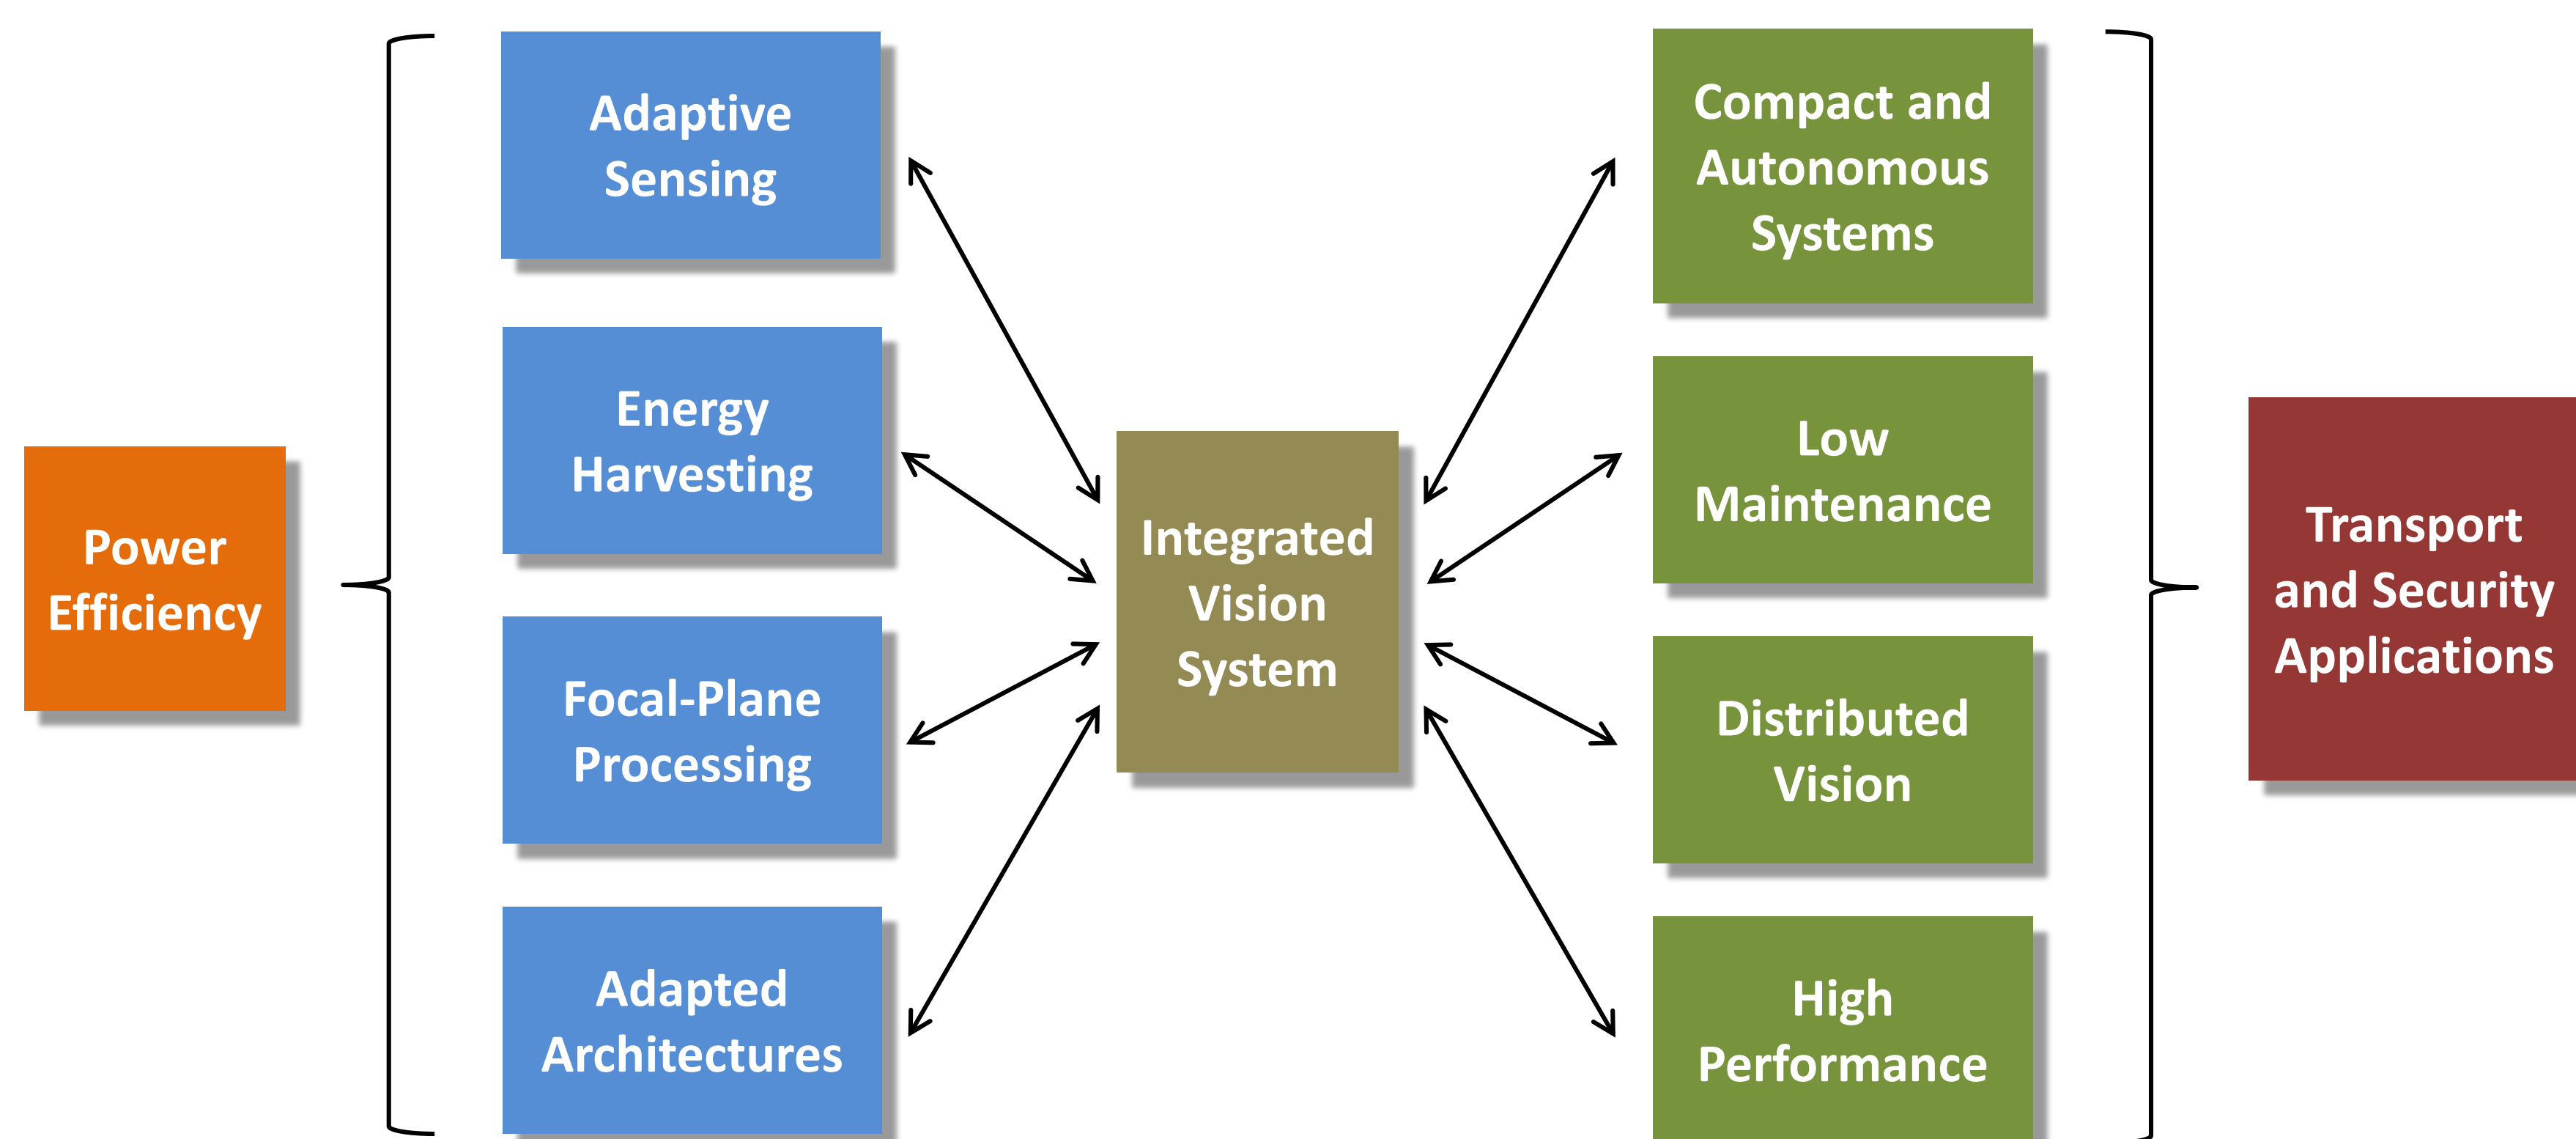 Power
Efficiency
Adaptive
Sensing
Energy
Harvesting
Focal-Plane
Processing
Adapted
Architectures
Integrated
Vision
System
Compact and
Autonomous
Systems
Low
Maintenance
Distributed
Vision
High
Performance
Transport
and Security
Applications